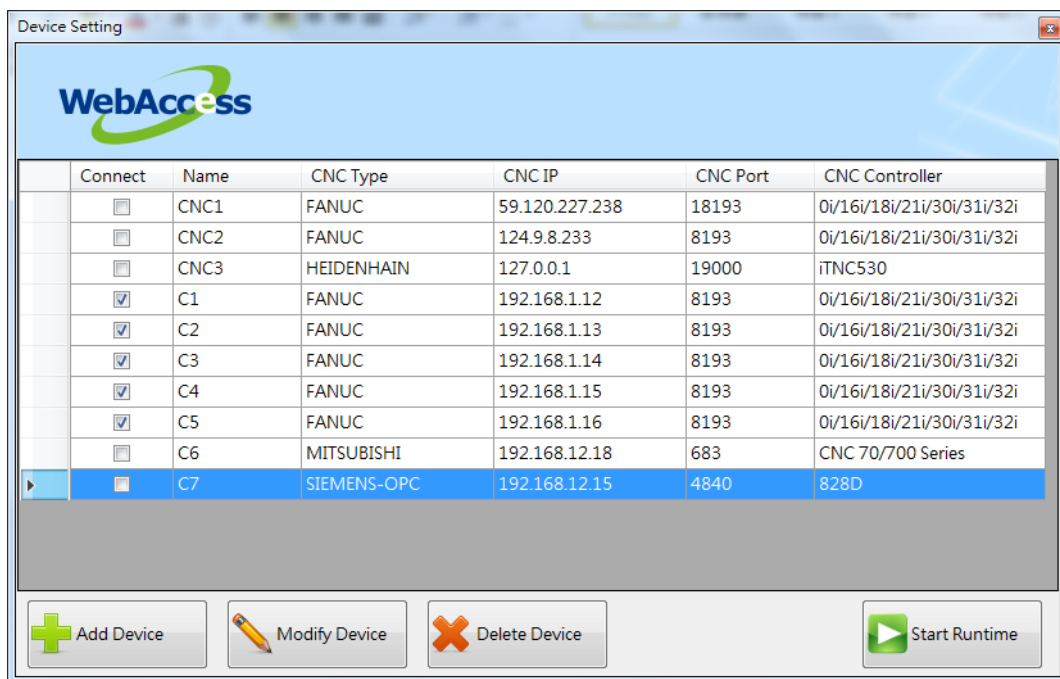 Device Setting
WebAccess
Connect Name CNC Type CNC IP CNC Port CNC Controller
CNC1 FANUC 59.120.227.238 18193 0i/16i/18i/21i/30i/31i/32i
CNC2 FANUC 124.9.8.233 8193 0i/16i/18i/21i/30i/31i/32i
CNC3 HEIDENHAIN 127.0.0.1 19000 iTNC530
C1 FANUC 192.168.1.12 8193 0i/16i/18i/21i/30i/31i/32i
C2 FANUC 192.168.1.13 8193 0i/16i/18i/21i/30i/31i/32i
C3 FANUC 192.168.1.14 8193 0i/16i/18i/21i/30i/31i/32i
C4 FANUC 192.168.1.15 8193 0i/16i/18i/21i/30i/31i/32i
C5 FANUC 192.168.1.16 8193 0i/16i/18i/21i/30i/31i/32i
C6 MITSUBISHI 192.168.12.18 683 CNC 70/700 Series
C7 SIEMENS-OPC 192.168.12.15 4840 828D
Add Device Modify Device Delete Device Start Runtime